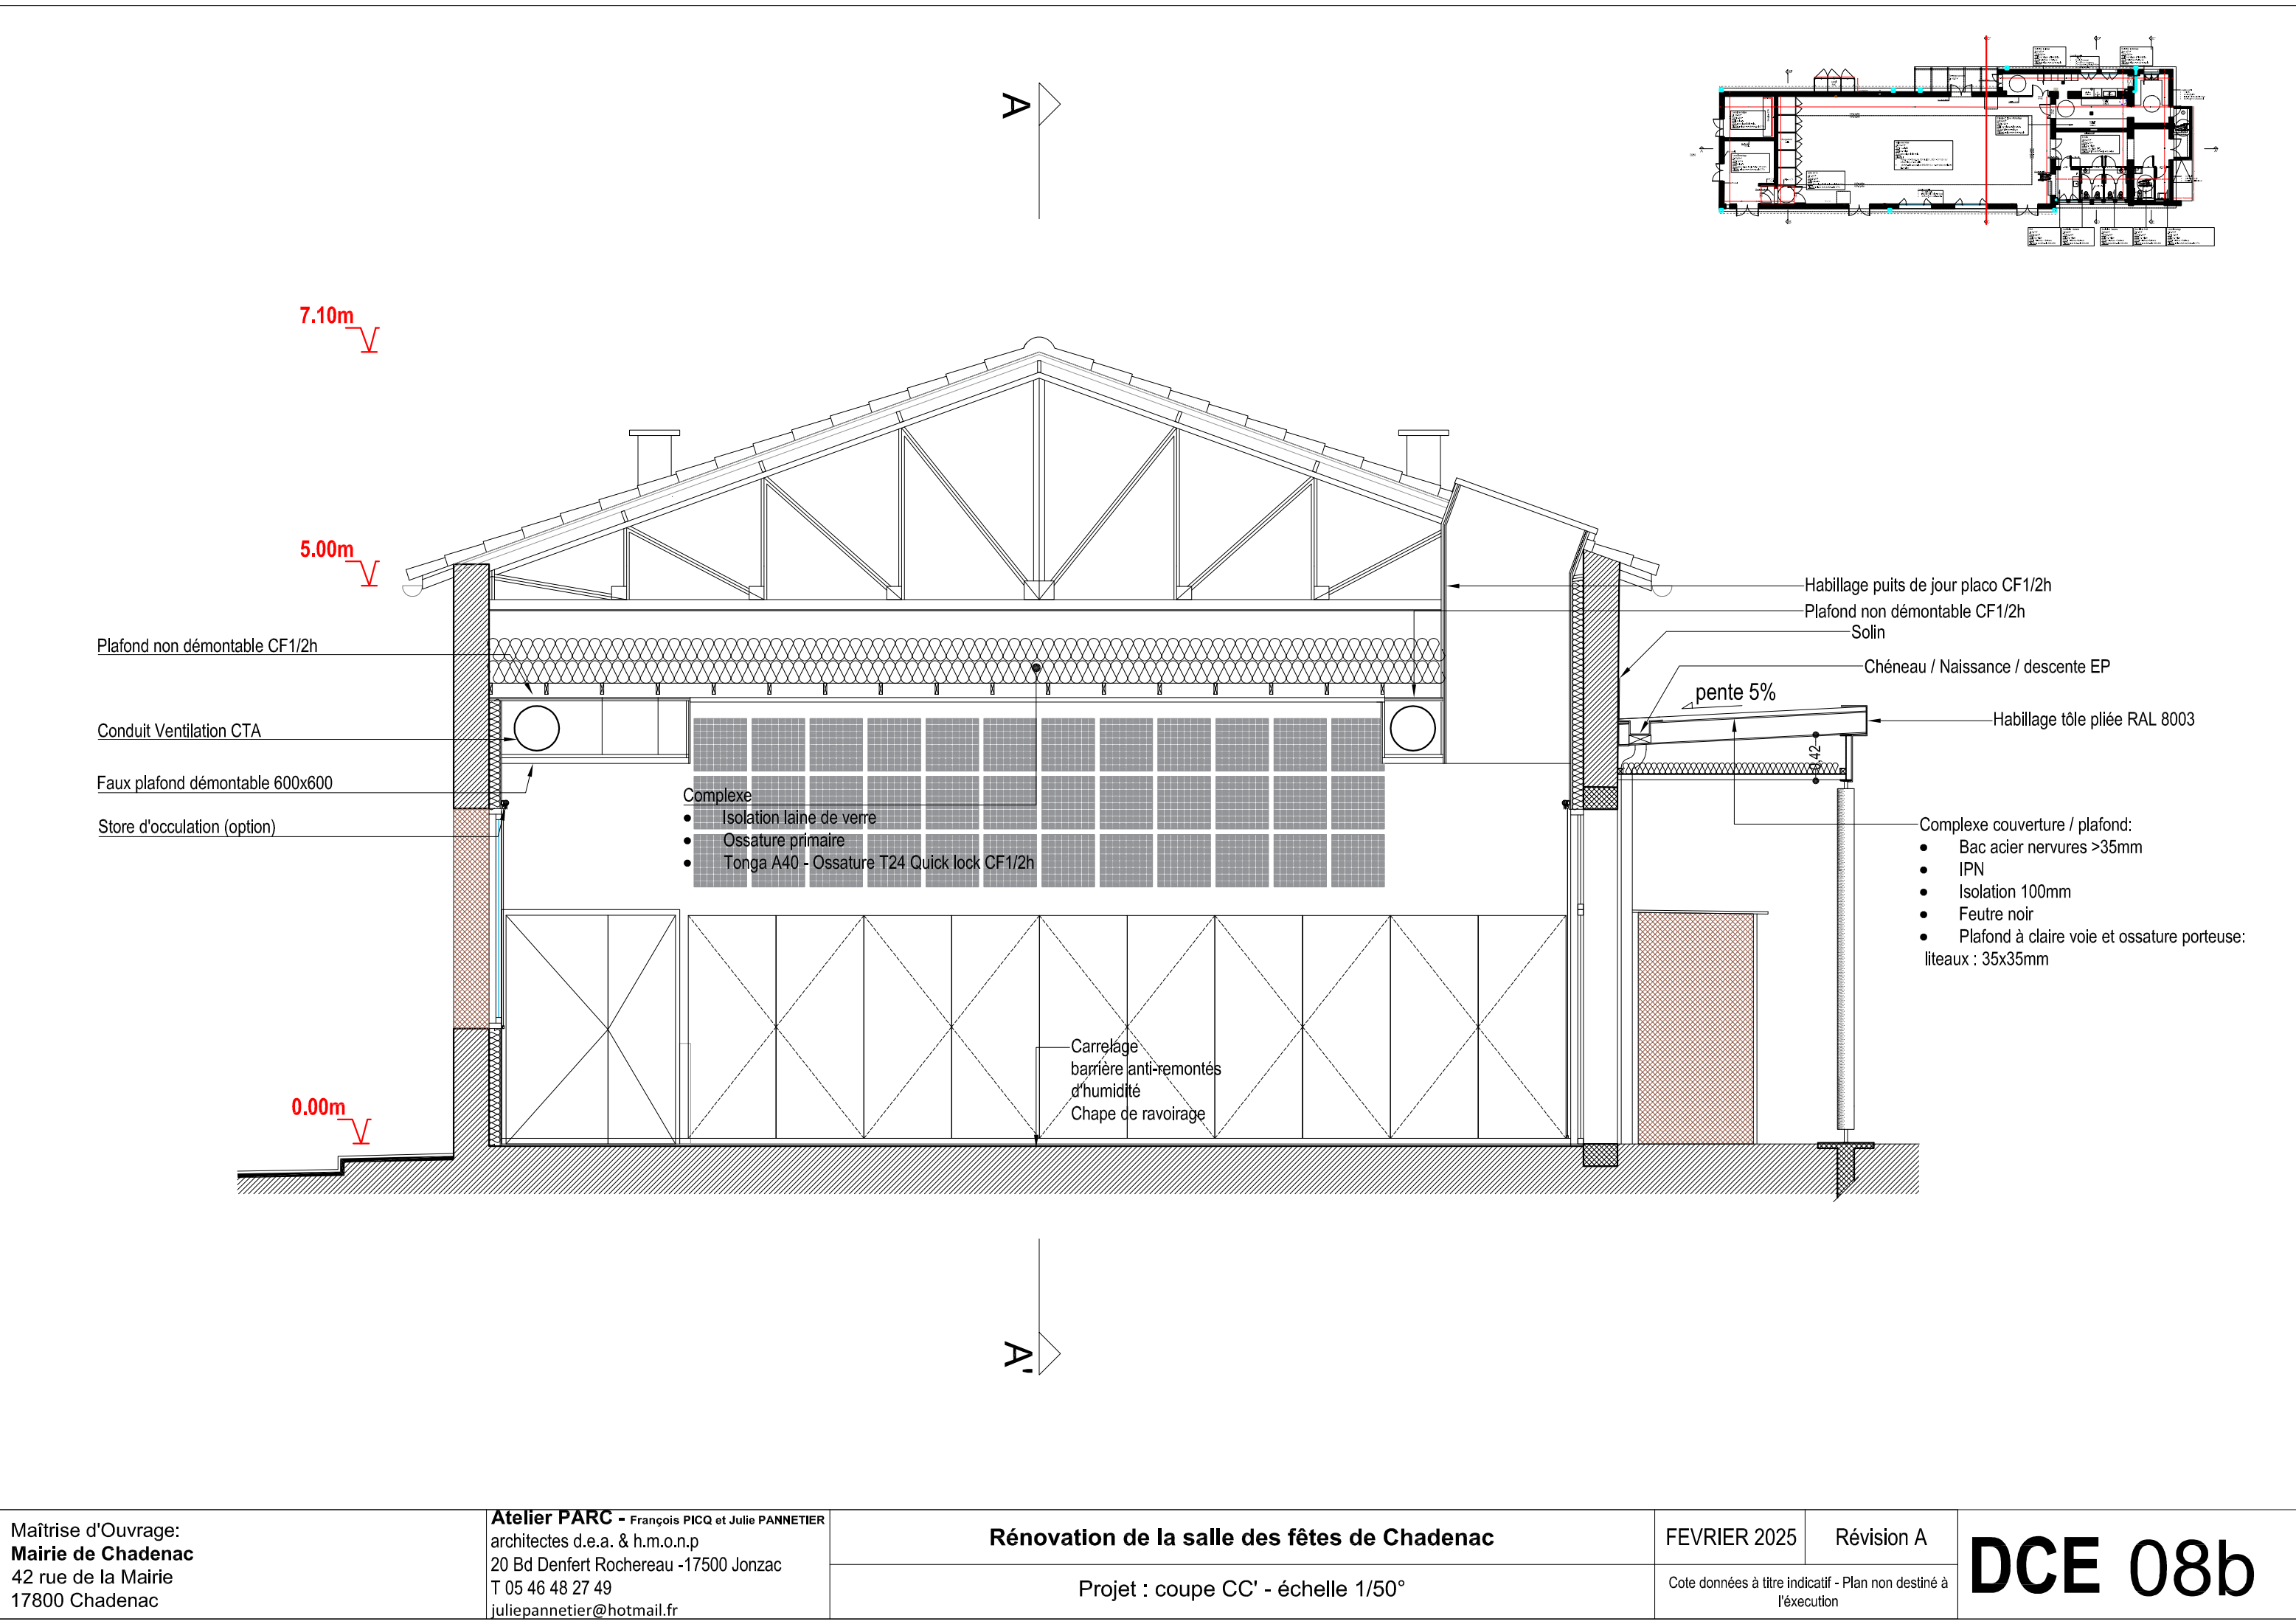 A
7.10m
5.00m
Habillage puits de jour placo CF1/2h
Plafond non démontable CF1/2h
Solin
Plafond non démontable CF1/2h
Chéneau / Naissance / descente EP
pente 5%
Habillage tôle pliée RAL 8003
Conduit Ventilation CTA
0,42
Faux plafond démontable 600x600
Complexe
● Isolation laine de verre
● Ossature primaire
● Tonga A40 - Ossature T24 Quick lock CF1/2h
Store d'occulation (option)
Complexe couverture / plafond:
● Bac acier nervures >35mm
● IPN
● Isolation 100mm
● Feutre noir
● Plafond à claire voie et ossature porteuse:
liteaux : 35x35mm
Carrelage
barrière anti-remontés
d'humidité
Chape de ravoirage
0.00m
A'
Maîtrise d'Ouvrage:
Mairie de Chadenac
42 rue de la Mairie
17800 Chadenac
Atelier PARC - François PICQ et Julie PANNETIER
architectes d.e.a. & h.m.o.n.p
20 Bd Denfert Rochereau -17500 Jonzac
T 05 46 48 27 49
juliepannetier@hotmail.fr
Rénovation de la salle des fêtes de Chadenac
Projet : coupe CC' - échelle 1/50°
FEVRIER 2025
Révision A
Cote données à titre indicatif - Plan non destiné à
l'éxecution
DCE 08b